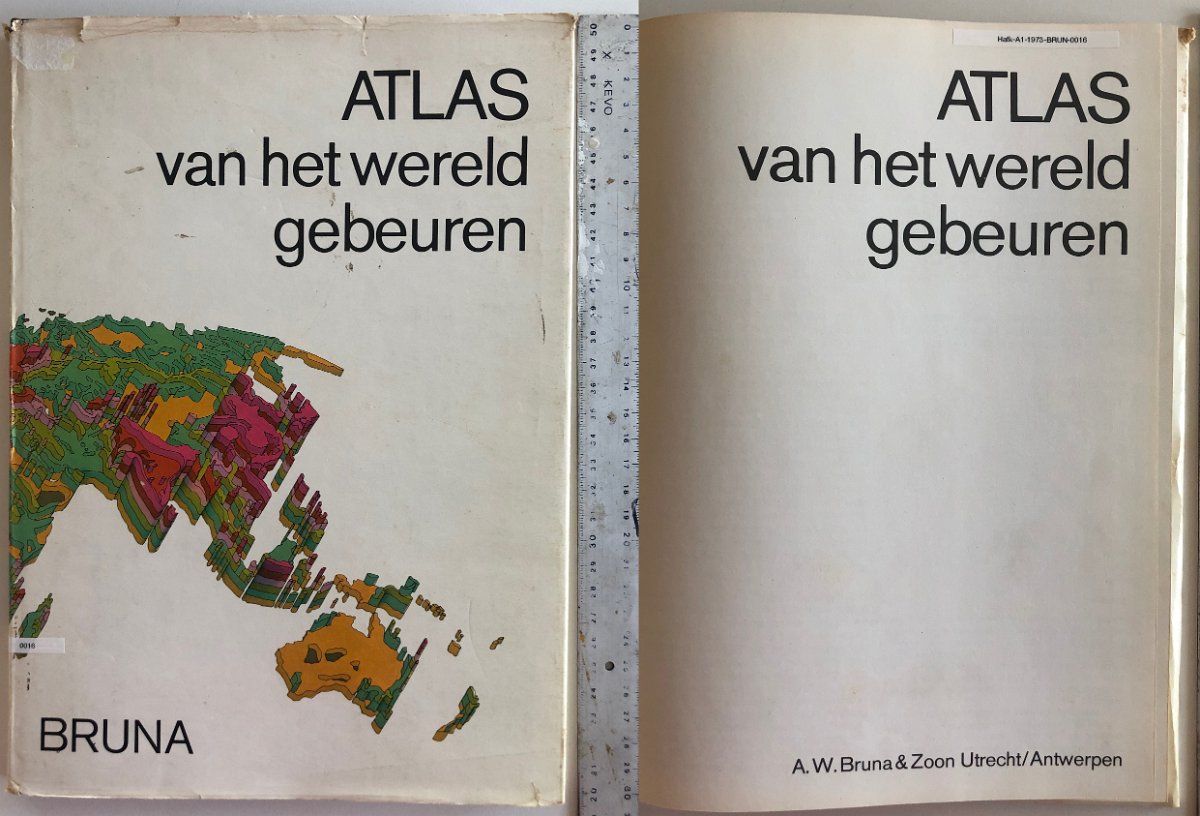 ATLAS
van het wereld
gebeuren
0016
BRUNA
KEVO
Hafk-A1-1973-BRUN-0016
ATLAS
van het wereld
gebeuren
A. W. Bruna & Zoon Utrecht/Antwerpen